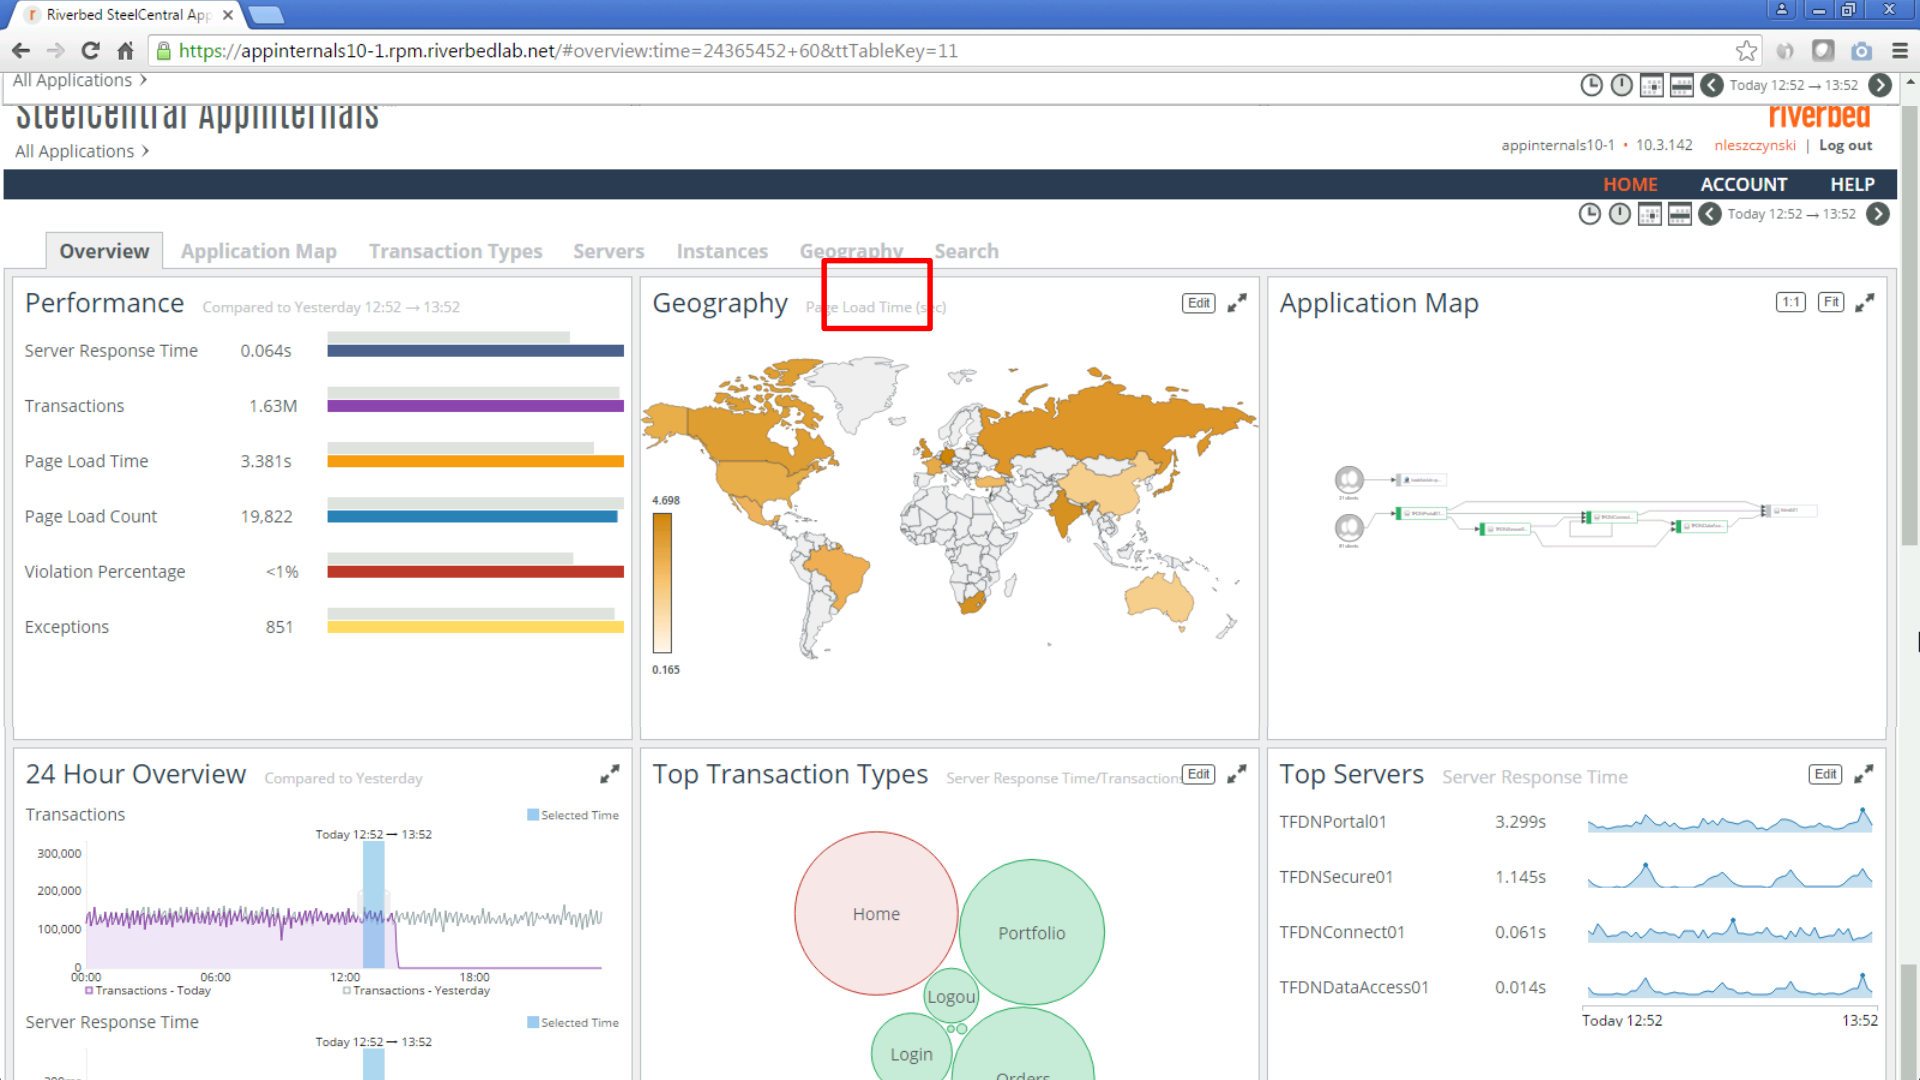 Riverbed SteelCentral App
https://appinternals10-1.rpm.riverbedlab.net/#overview:time=24365452+60&ttTableKey=11
All Applications >
Today 12:52 → 13:52
SteelCentral AppInternals
riverbed
All Applications >
appinternals10-1 • 10.3.142 nleszczynski | Log out
HOME ACCOUNT HELP
Today 12:52 → 13:52
Overview Application Map Transaction Types Servers Instances Geography Search
Performance Compared to Yesterday 12:52 → 13:52
Server Response Time 0.064s
Transactions 1.63M
Page Load Time 3.381s
Page Load Count 19,822
Violation Percentage <1%
Exceptions 851
Geography Page Load Time (sec) Edit
4.698
0.165
Application Map 1:1 Fit
24 Hour Overview Compared to Yesterday
Transactions Selected Time
Today 12:52 → 13:52
300,000
200,000
100,000
0
00:00 06:00 12:00 18:00
Transactions - Today Transactions - Yesterday
Server Response Time Selected Time
Today 12:52 → 13:52
Top Transaction Types Server Response Time/Transactions Edit
Home
Portfolio
Logou
Login
Orders
Top Servers Server Response Time Edit
TFDNPortal01 3.299s
TFDNSecure01 1.145s
TFDNConnect01 0.061s
TFDNDataAccess01 0.014s
Today 12:52 13:52